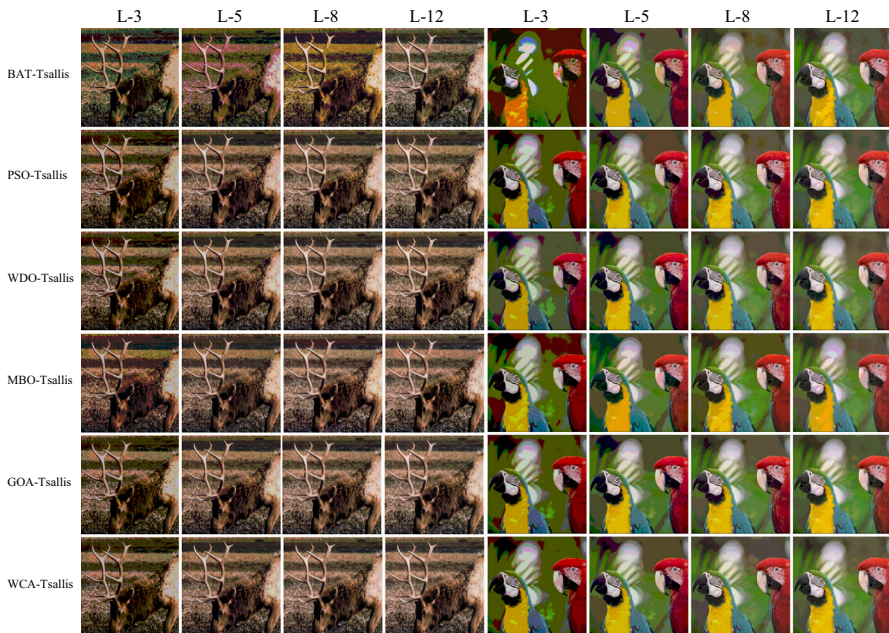 L-3 L-5 L-8 L-12 L-3 L-5 L-8 L-12
BAT-Tsallis
PSO-Tsallis
WDO-Tsallis
MBO-Tsallis
GOA-Tsallis
WCA-Tsallis